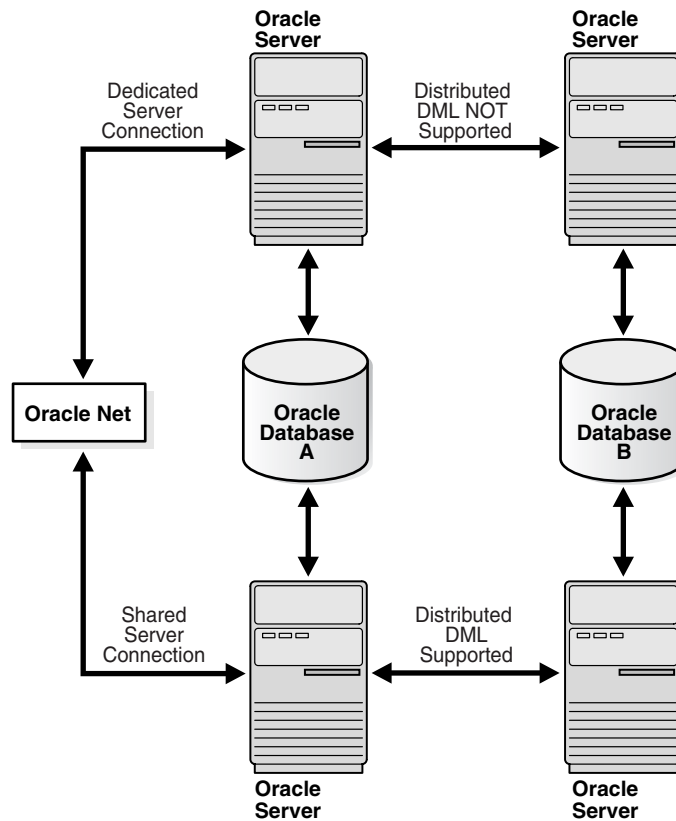 Oracle
Server
Oracle
Server
Dedicated
Server
Connection
Distributed
DML NOT
Supported
Oracle Net
Oracle
Database
A
Oracle
Database
B
Shared
Server
Connection
Distributed
DML
Supported
Oracle
Server
Oracle
Server